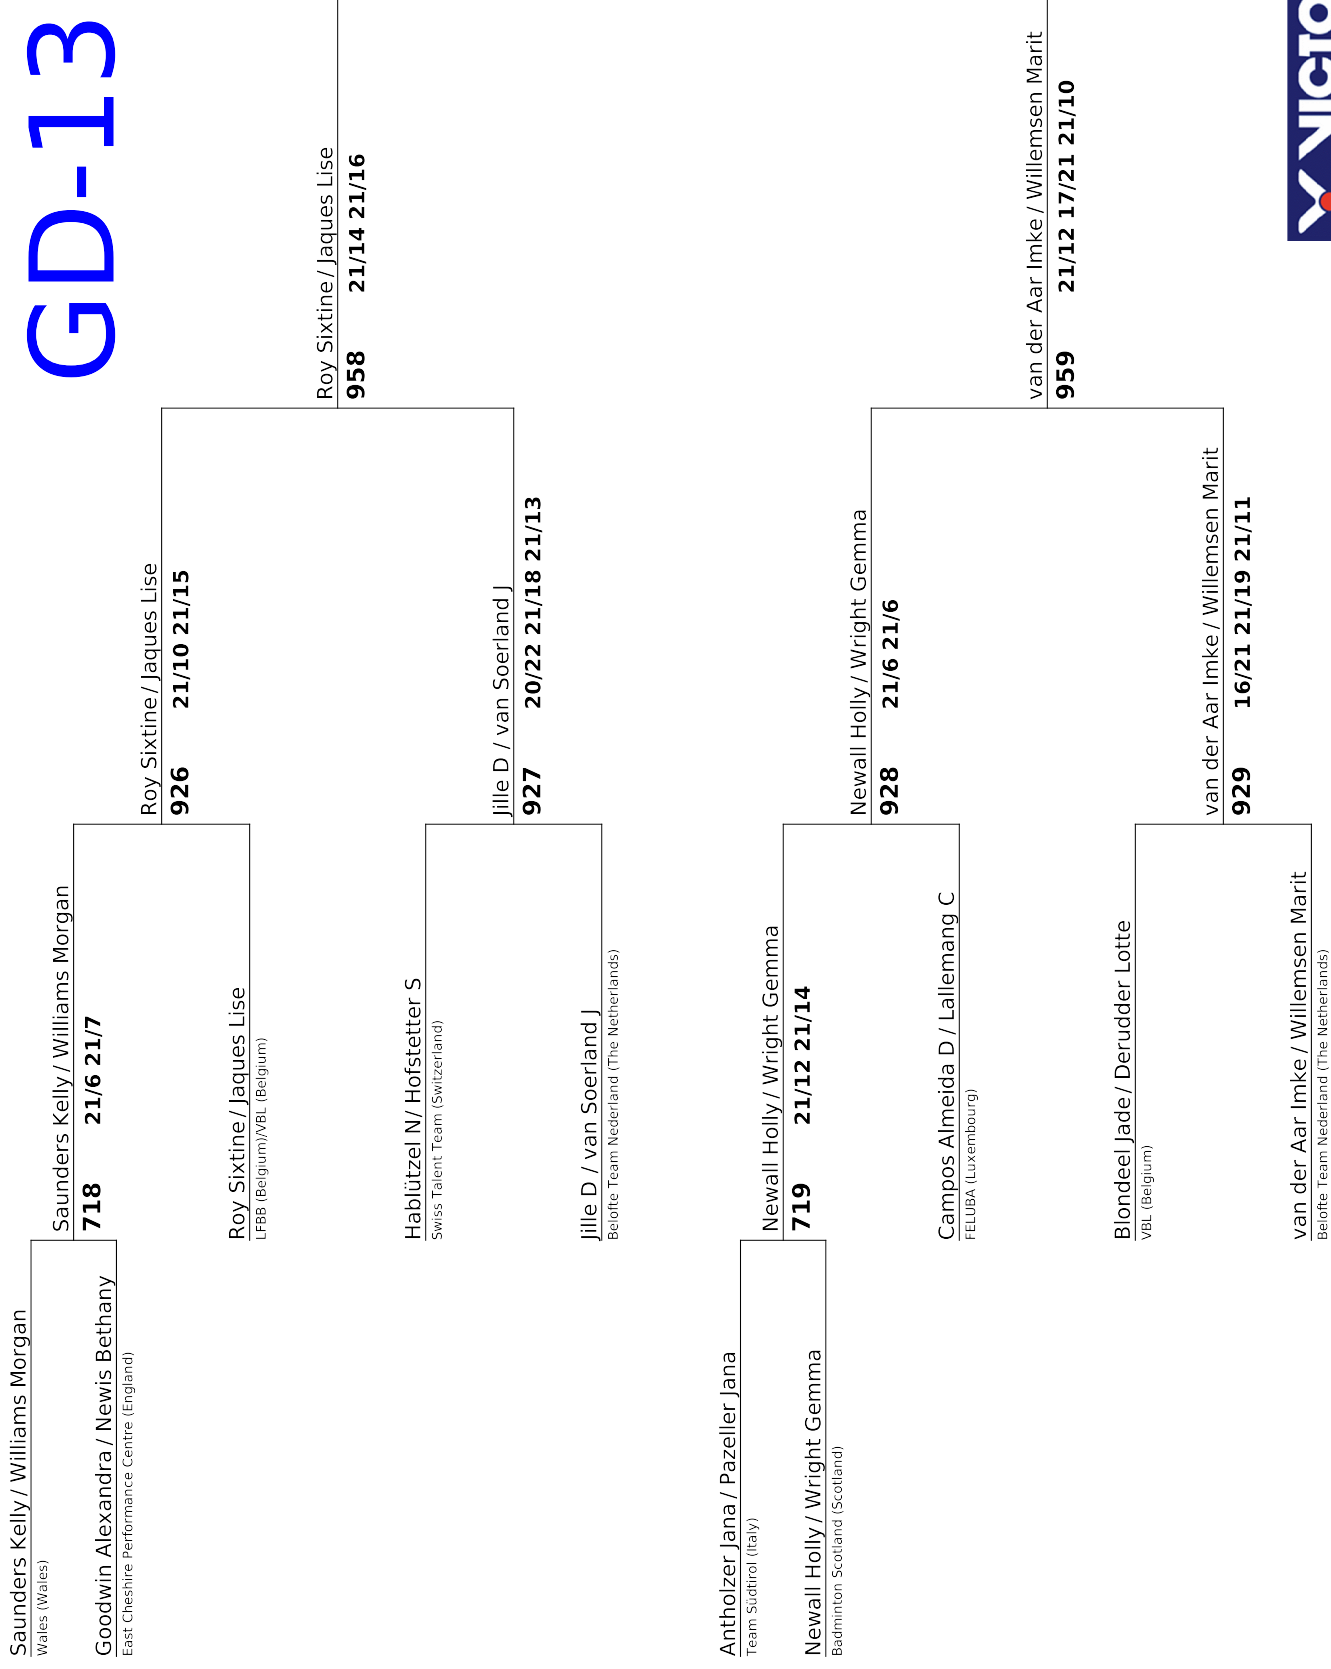 GD-13
Saunders Kelly / Williams Morgan
Wales (Wales)
Goodwin Alexandra / Newis Bethany
East Cheshire Performance Centre (England)
Saunders Kelly / Williams Morgan
718 21/6 21/7
Roy Sixtine / Jaques Lise
LFBB (Belgium)/VBL (Belgium)
Roy Sixtine / Jaques Lise
926 21/10 21/15
Hablützel N/ Hofstetter S
Swiss Talent Team (Switzerland)
Jille D / van Soerland J
Belofte Team Nederland (The Netherlands)
Jille D / van Soerland J
927 20/22 21/18 21/13
Roy Sixtine / Jaques Lise
958 21/14 21/16
Antholzer Jana / Pazeller Jana
Team Südtirol (Italy)
Newall Holly / Wright Gemma
Badminton Scotland (Scotland)
Newall Holly / Wright Gemma
719 21/12 21/14
Campos Almeida D / Lallemang C
FELUBA (Luxembourg)
Newall Holly / Wright Gemma
928 21/6 21/6
Blondeel Jade / Derudder Lotte
VBL (Belgium)
van der Aar Imke / Willemsen Marit
Belofte Team Nederland (The Netherlands)
van der Aar Imke / Willemsen Marit
929 16/21 21/19 21/11
van der Aar Imke / Willemsen Marit
959 21/12 17/21 21/10